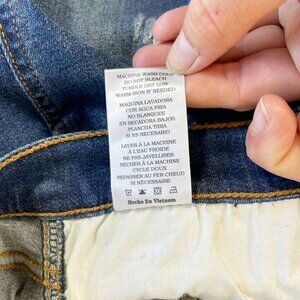 MACHINE WASH COLD
DO NOT BLEACH
TUMBLE DRY LOW
WARM IRON IF NEEDED
MAQUINA LAVADORA
CON AGUA FRIA
NO BLANQUEE
EN SECADORA BAJOS
PLANCHA TIBIA
SI ES NECESARIO
LAVER À LA MACHINE
À L'EAU FROIDE
NE PAS JAVELLISER
SECHER À LA MACHINE
CYCLE DOUX
REPASSER AU FER CHAUD
SI NÉCESSAIRE
Hecho En Vietnam